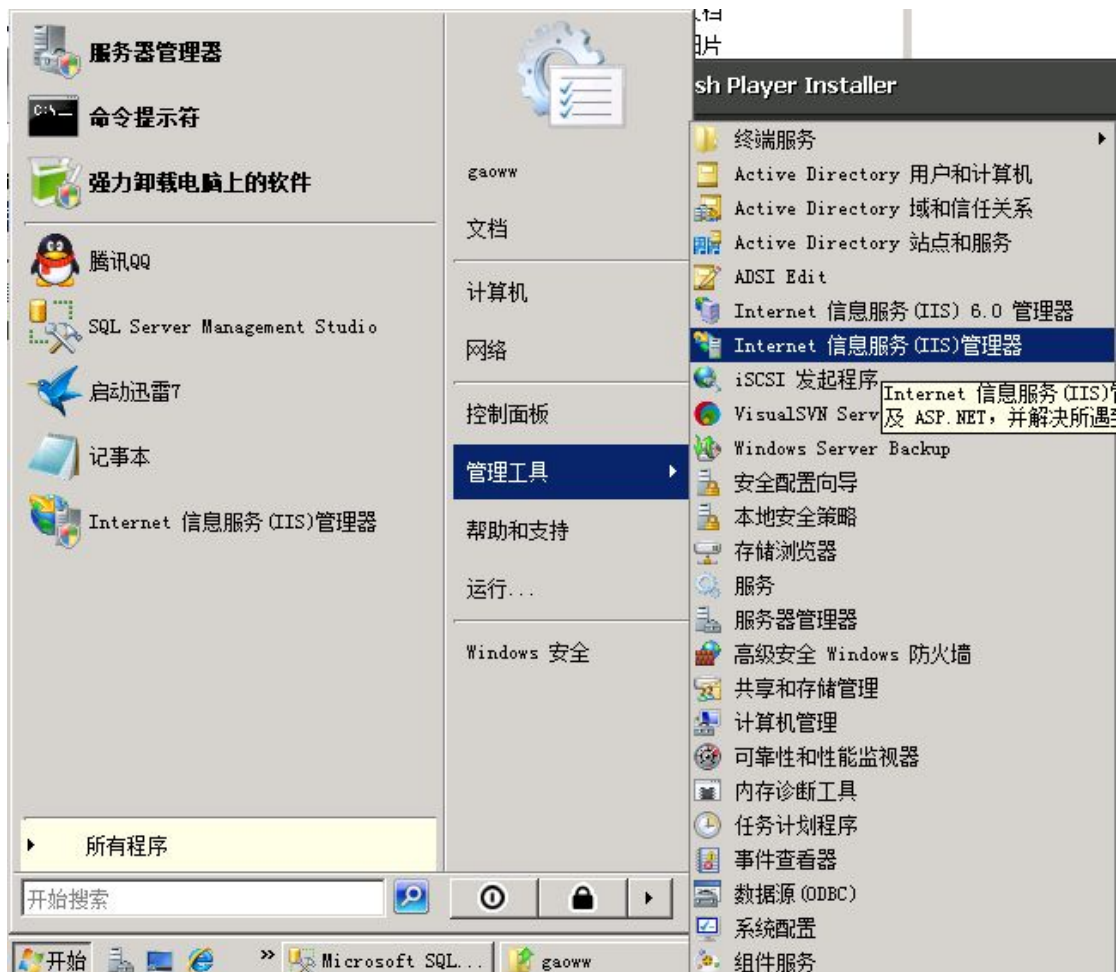 服务器管理器
C:\
命令提示符
强力卸载电脑上的软件
腾讯QQ
SQL Server Management Studio
启动迅雷7
记事本
Internet 信息服务(IIS)管理器
所有程序
开始搜索
gaoww
文档
计算机
网络
控制面板
管理工具
帮助和支持
运行...
Windows 安全
sh Player Installer
终端服务
Active Directory 用户和计算机
Active Directory 域和信任关系
Active Directory 站点和服务
ADSI Edit
Internet 信息服务(IIS) 6.0 管理器
Internet 信息服务(IIS)管理器
iSCSI 发起程序
Internet 信息服务(IIS)
及 ASP.NET，并解决所遇
VisualSVN Serv
Windows Server Backup
安全配置向导
本地安全策略
存储浏览器
服务
服务器管理器
高级安全 Windows 防火墙
共享和存储管理
计算机管理
可靠性和性能监视器
内存诊断工具
任务计划程序
事件查看器
数据源(ODBC)
系统配置
组件服务
开始
Microsoft SQL...
gaoww